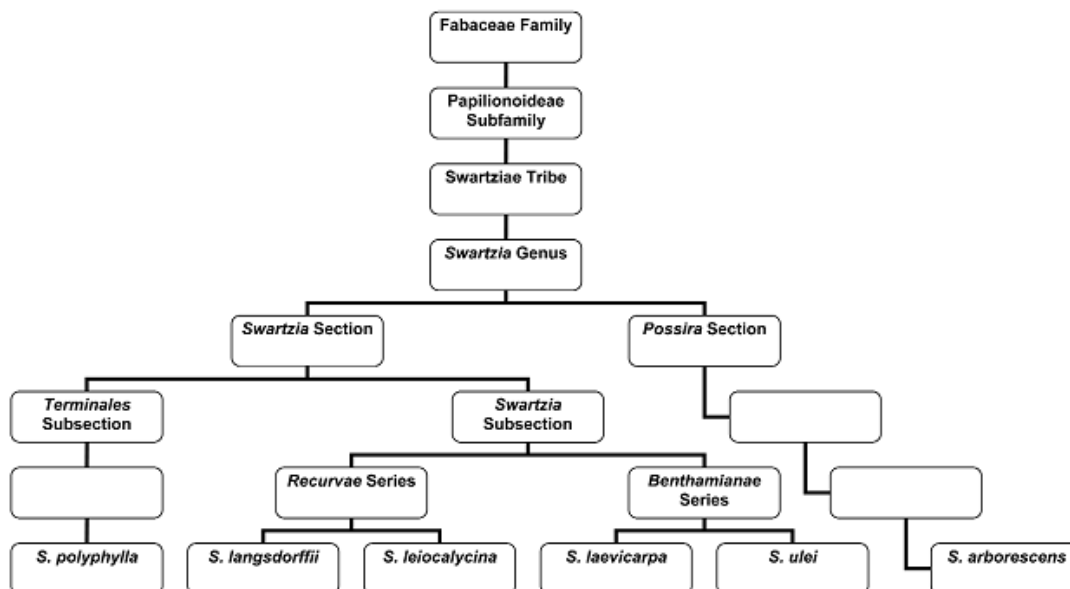 Fabaceae Family
Papilionoideae
Subfamily
Swartziae Tribe
Swartzia Genus
Swartzia Section
Possira Section
Terminales
Subsection
Swartzia
Subsection
Recurvae Series
Benthamianae
Series
S. polyphylla
S. langsdorffii
S. leiocalycina
S. laevicarpa
S. ulei
S. arborescens